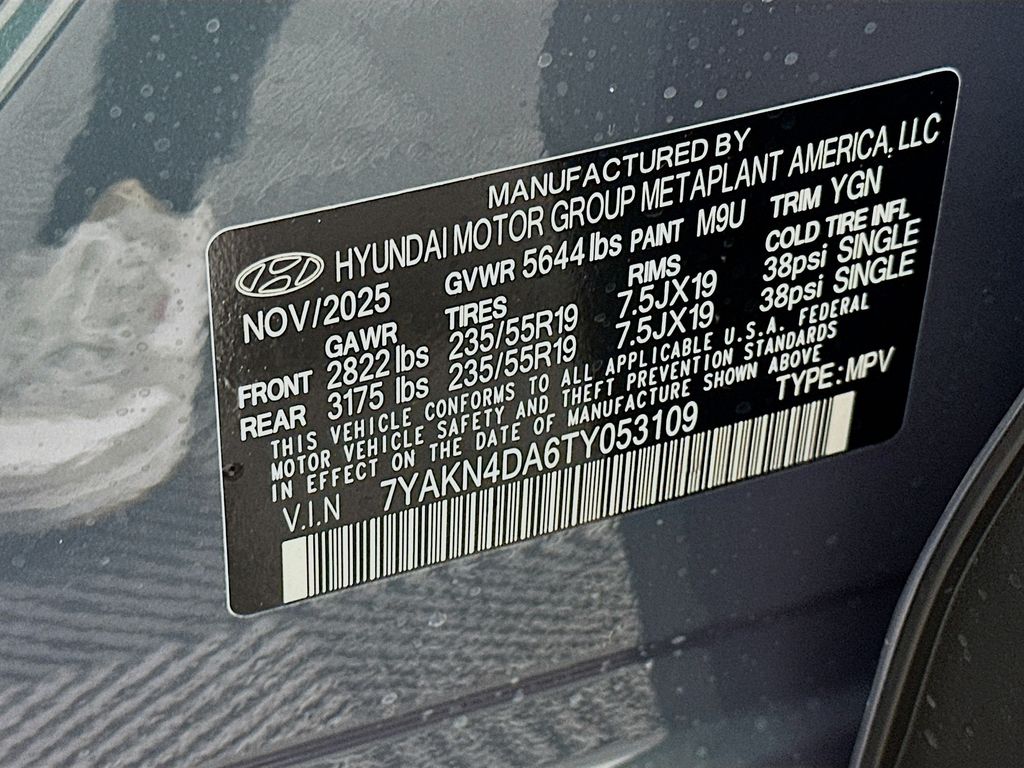 MANUFACTURED BY
HYUNDAI MOTOR GROUP METAPLANT AMERICA, LLC
NOV/2025 GVWR 5644 lbs PAINT M9U TRIM YGN
GAWR TIRES RIMS COLD TIRE INFL
FRONT 2822 lbs 235/55R19 7.5JX19 38psi SINGLE
REAR 3175 lbs 235/55R19 7.5JX19 38psi SINGLE
THIS VEHICLE CONFORMS TO ALL APPLICABLE U.S.A. FEDERAL
MOTOR VEHICLE SAFETY AND THEFT PREVENTION STANDARDS
IN EFFECT ON THE DATE OF MANUFACTURE SHOWN ABOVE
V.I.N 7YAKN4DA6TY053109 TYPE:MPV